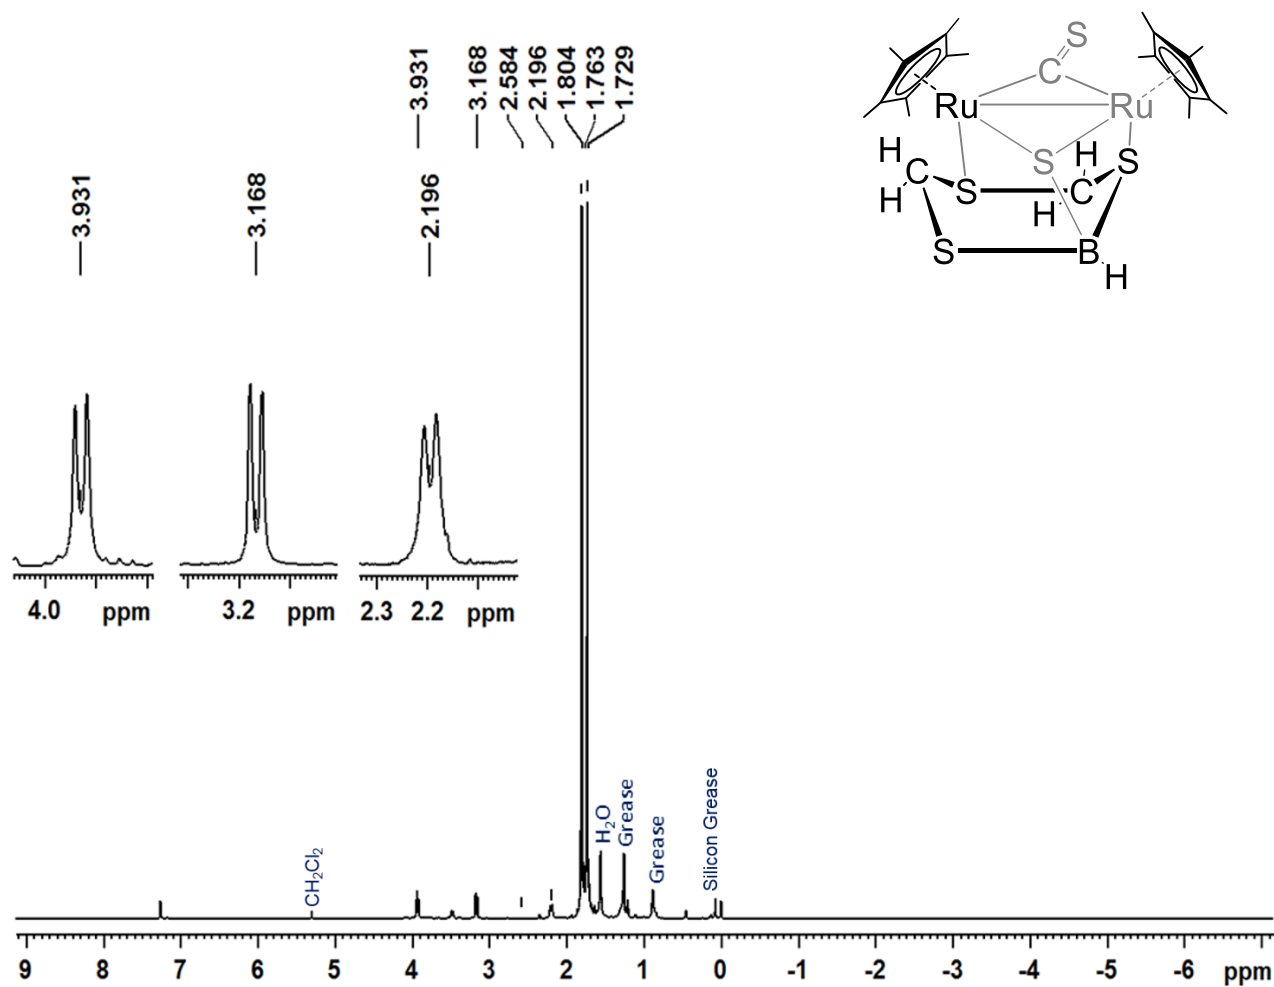 3.931
3.168
2.584
2.196
1.804
1.763
1.729
3.931
3.168
2.196
4.0 ppm
3.2 ppm
2.3 2.2 ppm
S
C
Ru Ru
S
H
C
H
S
H
C
H
S
S
B
H
CH₂Cl₂
H₂O
Grease
Grease
Silicon Grease
9 8 7 6 5 4 3 2 1 0 -1 -2 -3 -4 -5 -6 ppm